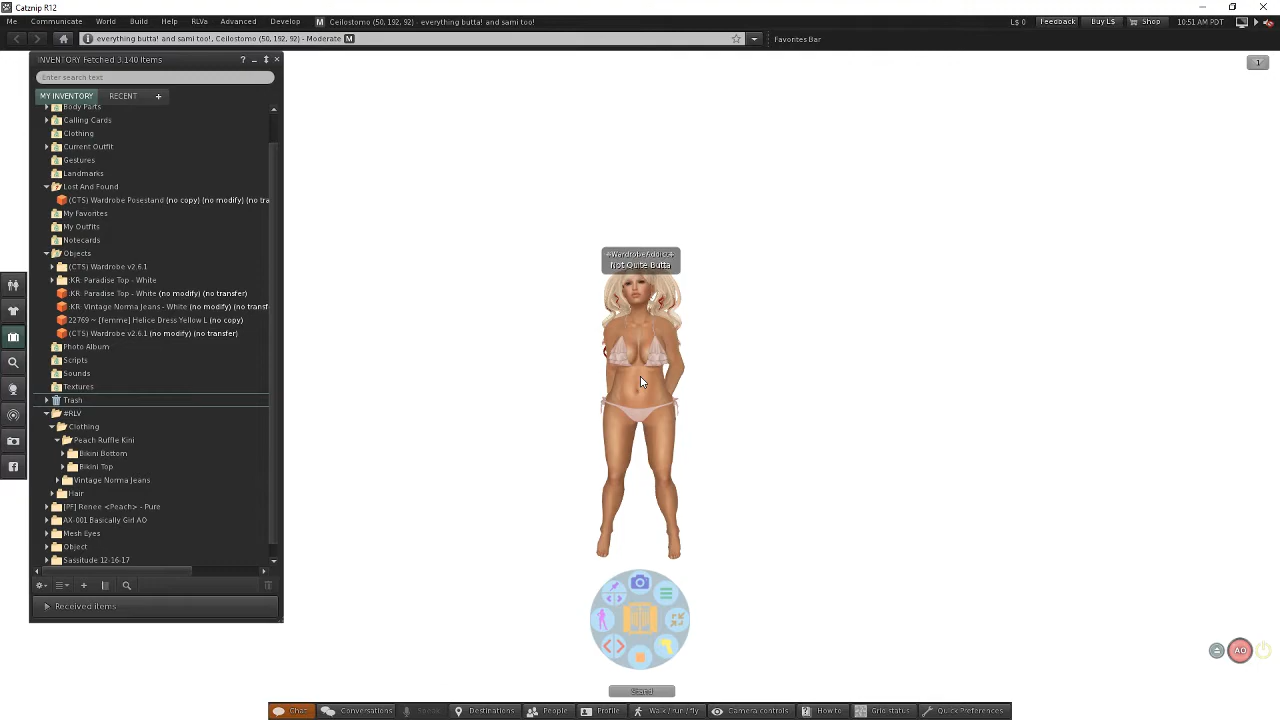 Catznip R12
Me Communicate World Build Help RLVa Advanced Develop M Ceilostomo (50, 192, 92) - everything butta! and sami too! L$ 0 Feedback Buy L$ Shop 10:51 AM PDT
everything butta! and sami too!, Ceilostomo (50, 192, 92) - Moderate M Favorites Bar
INVENTORY Fetched 3,140 Items ?
Enter search text
MY INVENTORY RECENT +
Body Parts
Calling Cards
Clothing
Current Outfit
Gestures
Landmarks
Lost And Found
(CTS) Wardrobe Posestand (no copy) (no modify) (no tra
My Favorites
My Outfits
Notecards
Objects
(CTS) Wardrobe v2.6.1
:KR: Paradise Top - White
:KR: Paradise Top - White (no modify) (no transfer)
:KR: Vintage Norma Jeans - White (no modify) (no transf
22769 ~ [femme] Helice Dress Yellow L (no copy)
(CTS) Wardrobe v2.6.1 (no modify) (no transfer)
Photo Album
Scripts
Sounds
Textures
Trash
#RLV
Clothing
Peach Ruffle Kini
Bikini Bottom
Bikini Top
Vintage Norma Jeans
Hair
[PF] Renee <Peach> - Pure
AX-001 Basically Girl AO
Mesh Eyes
Object
Sassitude 12-16-17
Received items
*WardrobeAddict*
Not Quite Butta
AO
Stand
Chat Conversations Speak Destinations People Profile Walk / run / fly Camera controls How to Grid status Quick Preferences